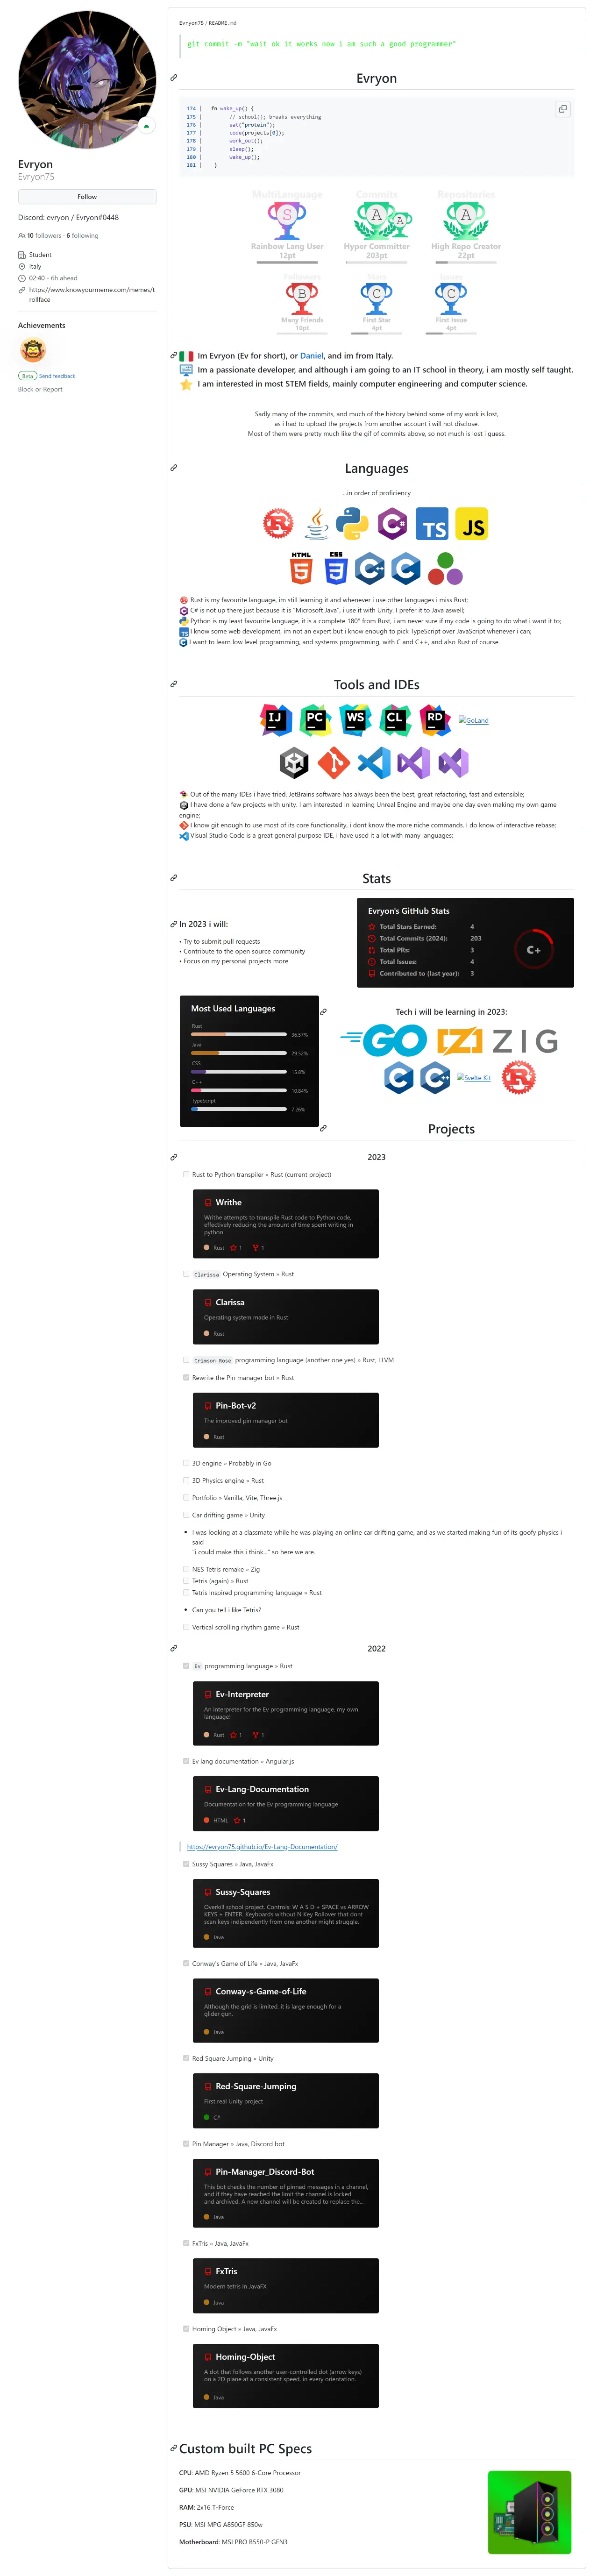 Evryon
Evryon75
Follow
Discord: evryon / Evryon#0448
10 followers · 6 following
Student
Italy
02:40 - 6h ahead
https://www.knowyourmeme.com/memes/t
rollface
Achievements
Beta Send feedback
Block or Report
Evryon75 / README.md
git commit -m "wait ok it works now i am such a good programmer"
Evryon
174 | fn wake_up() {
175 | // school(); breaks everything
176 | eat("protein");
177 | code(projects[0]);
178 | work_out();
179 | sleep();
180 | wake_up();
181 | }
MultiLanguage Commits Repositories
S A A A
Rainbow Lang User Hyper Committer High Repo Creator
12pt 203pt 22pt
Followers Stars Issues
B C C
Many Friends First Star First Issue
10pt 4pt 4pt
Im Evryon (Ev for short), or Daniel, and im from Italy.
Im a passionate developer, and although i am going to an IT school in theory, i am mostly self taught.
I am interested in most STEM fields, mainly computer engineering and computer science.
Sadly many of the commits, and much of the history behind some of my work is lost,
as i had to upload the projects from another account i will not disclose.
Most of them were pretty much like the gif of commits above, so not much is lost i guess.
Languages
...in order of proficiency
R Java C# TS JS
HTML 5 CSS 3 C++ C
Rust is my favourite language, im still learning it and whenever i use other languages i miss Rust;
C# is not up there just because it is "Microsoft Java", i use it with Unity. I prefer it to Java aswell;
Python is my least favourite language, it is a complete 180° from Rust, i am never sure if my code is going to do what i want it to;
I know some web development, im not an expert but i know enough to pick TypeScript over JavaScript whenever i can;
I want to learn low level programming, and systems programming, with C and C++, and also Rust of course.
Tools and IDEs
IJ PC WS CL RD GoLand
Out of the many IDEs i have tried, JetBrains software has always been the best, great refactoring, fast and extensible;
I have done a few projects with unity. I am interested in learning Unreal Engine and maybe one day even making my own game
engine;
I know git enough to use most of its core functionality, i dont know the more niche commands. I do know of interactive rebase;
Visual Studio Code is a great general purpose IDE, i have used it a lot with many languages;
Stats
In 2023 i will:
• Try to submit pull requests
• Contribute to the open source community
• Focus on my personal projects more
Evryon's GitHub Stats
Total Stars Earned: 4
Total Commits (2024): 203
Total PRs: 3
Total Issues: 4
Contributed to (last year): 3
C+
Most Used Languages
Rust
36.57%
Java
29.52%
CSS
15.8%
C++
10.84%
TypeScript
7.26%
Tech i will be learning in 2023:
GO ZIG
C C++ Svelte Kit R
Projects
2023
Rust to Python transpiler » Rust (current project)
Writhe
Writhe attempts to transpile Rust code to Python code,
effectively reducing the amount of time spent writing in
python
Rust 1 1
Clarissa Operating System » Rust
Clarissa
Operating system made in Rust
Rust
Crimson Rose programming language (another one yes) » Rust, LLVM
Rewrite the Pin manager bot » Rust
Pin-Bot-v2
The improved pin manager bot
Rust
3D engine » Probably in Go
3D Physics engine » Rust
Portfolio » Vanilla, Vite, Three.js
Car drifting game » Unity
• I was looking at a classmate while he was playing an online car drifting game, and as we started making fun of its goofy physics i
said
"i could make this i think..." so here we are.
NES Tetris remake » Zig
Tetris (again) » Rust
Tetris inspired programming language » Rust
• Can you tell i like Tetris?
Vertical scrolling rhythm game » Rust
2022
Ev programming language » Rust
Ev-Interpreter
An interpreter for the Ev programming language, my own
language!
Rust 1 1
Ev lang documentation » Angular.js
Ev-Lang-Documentation
Documentation for the Ev programming language
HTML 1
https://evryon75.github.io/Ev-Lang-Documentation/
Sussy Squares » Java, JavaFx
Sussy-Squares
Overkill school project. Controls: W A S D + SPACE vs ARROW
KEYS + ENTER. Keyboards without N Key Rollover that dont
scan keys indipendently from one another might struggle.
Java
Conway's Game of Life » Java, JavaFx
Conway-s-Game-of-Life
Although the grid is limited, it is large enough for a
glider gun.
Java
Red Square Jumping » Unity
Red-Square-Jumping
First real Unity project
C#
Pin Manager » Java, Discord bot
Pin-Manager_Discord-Bot
This bot checks the number of pinned messages in a channel,
and if they have reached the limit the channel is locked
and archived. A new channel will be created to replace the...
Java
FxTris » Java, JavaFx
FxTris
Modern tetris in JavaFX
Java
Homing Object » Java, JavaFx
Homing-Object
A dot that follows another user-controlled dot (arrow keys)
on a 2D plane at a consistent speed, in every orientation.
Java
Custom built PC Specs
CPU: AMD Ryzen 5 5600 6-Core Processor
GPU: MSI NVIDIA GeForce RTX 3080
RAM: 2x16 T-Force
PSU: MSI MPG A850GF 850w
Motherboard: MSI PRO B550-P GEN3